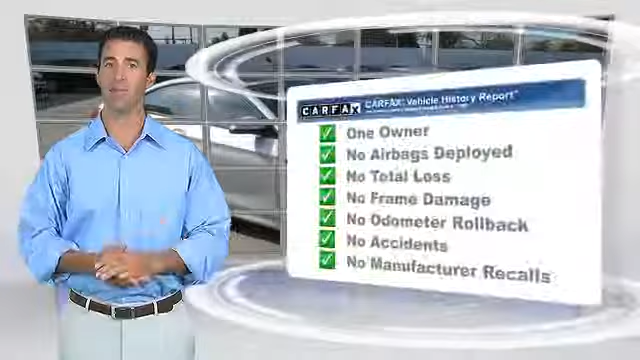 CARFAX CARFAX Vehicle History Report™
One Owner
No Airbags Deployed
No Total Loss
No Frame Damage
No Odometer Rollback
No Accidents
No Manufacturer Recalls